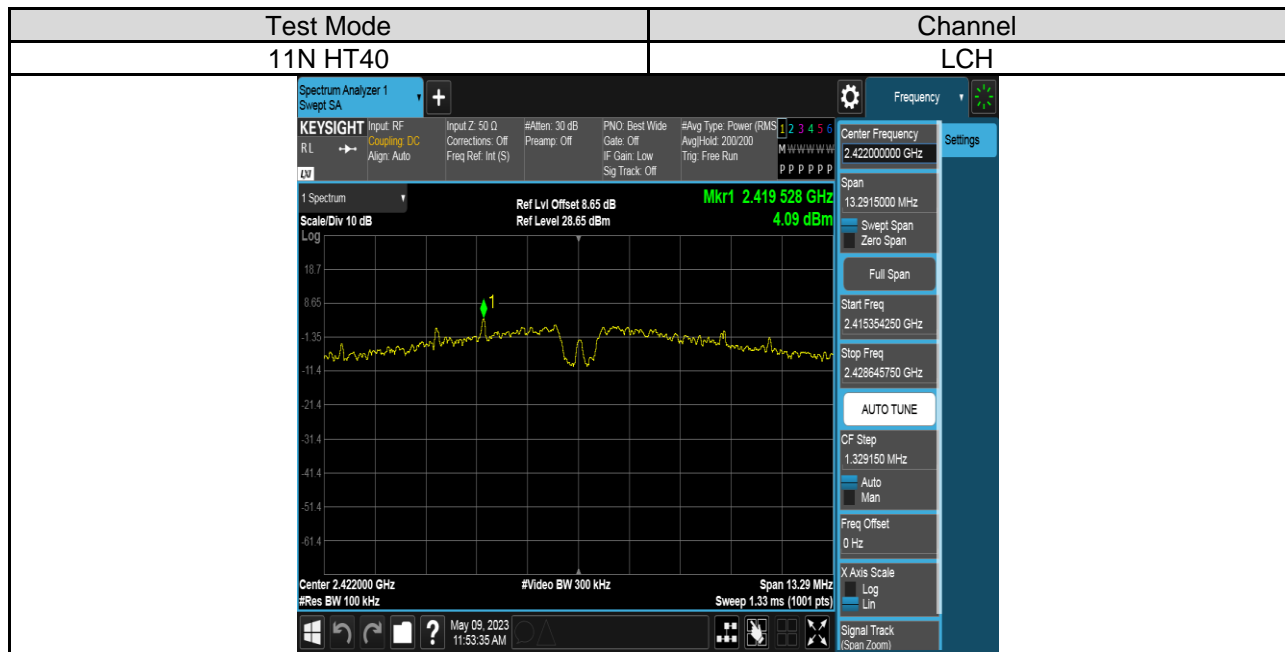 Test Mode Channel
11N HT40 LCH
Spectrum Analyzer 1
Swept SA
Frequency
KEYSIGHT
RL
LXI
Input: RF
Coupling: DC
Align: Auto
Input Z: 50 Ω
Corrections: Off
Freq Ref: Int (S)
#Atten: 30 dB
Preamp: Off
PNO: Best Wide
Gate: Off
IF Gain: Low
Sig Track: Off
#Avg Type: Power (RMS
Avg|Hold: 200/200
Trig: Free Run
1 2 3 4 5 6
M W W W W W
P P P P P P
1 Spectrum
Scale/Div 10 dB
Log
Ref Lvl Offset 8.65 dB
Ref Level 28.65 dBm
Mkr1 2.419 528 GHz
4.09 dBm
18.7
8.65
-1.35
-11.4
-21.4
-31.4
-41.4
-51.4
-61.4
1
Center 2.422000 GHz
#Res BW 100 kHz
#Video BW 300 kHz
Span 13.29 MHz
Sweep 1.33 ms (1001 pts)
?
May 09, 2023
11:53:35 AM
Center Frequency
2.422000000 GHz
Settings
Span
13.2915000 MHz
Swept Span
Zero Span
Full Span
Start Freq
2.415354250 GHz
Stop Freq
2.428645750 GHz
AUTO TUNE
CF Step
1.329150 MHz
Auto
Man
Freq Offset
0 Hz
X Axis Scale
Log
Lin
Signal Track
(Span Zoom)